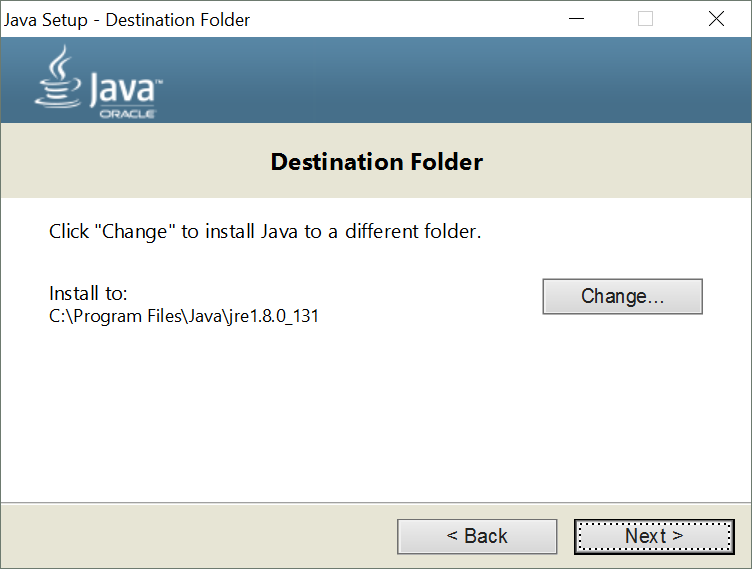 Java Setup - Destination Folder
Java™
ORACLE
Destination Folder
Click "Change" to install Java to a different folder.
Install to:
Change...
C:\Program Files\Java\jre1.8.0_131
< Back
Next >